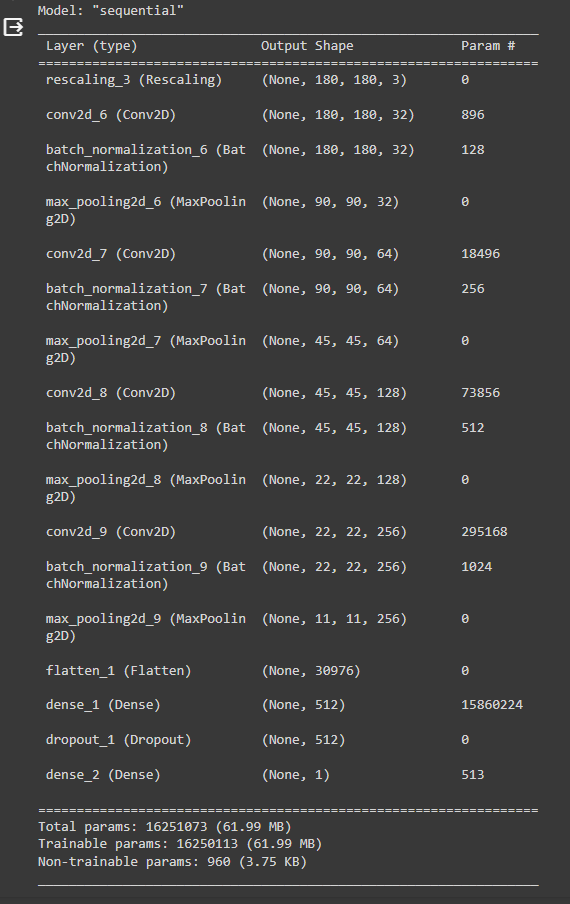 Model: "sequential"
Layer (type) Output Shape Param #
rescaling_3 (Rescaling) (None, 180, 180, 3) 0
conv2d_6 (Conv2D) (None, 180, 180, 32) 896
batch_normalization_6 (Bat (None, 180, 180, 32) 128
chNormalization)
max_pooling2d_6 (MaxPoolin (None, 90, 90, 32) 0
g2D)
conv2d_7 (Conv2D) (None, 90, 90, 64) 18496
batch_normalization_7 (Bat (None, 90, 90, 64) 256
chNormalization)
max_pooling2d_7 (MaxPoolin (None, 45, 45, 64) 0
g2D)
conv2d_8 (Conv2D) (None, 45, 45, 128) 73856
batch_normalization_8 (Bat (None, 45, 45, 128) 512
chNormalization)
max_pooling2d_8 (MaxPoolin (None, 22, 22, 128) 0
g2D)
conv2d_9 (Conv2D) (None, 22, 22, 256) 295168
batch_normalization_9 (Bat (None, 22, 22, 256) 1024
chNormalization)
max_pooling2d_9 (MaxPoolin (None, 11, 11, 256) 0
g2D)
flatten_1 (Flatten) (None, 30976) 0
dense_1 (Dense) (None, 512) 15860224
dropout_1 (Dropout) (None, 512) 0
dense_2 (Dense) (None, 1) 513
Total params: 16251073 (61.99 MB)
Trainable params: 16250113 (61.99 MB)
Non-trainable params: 960 (3.75 KB)